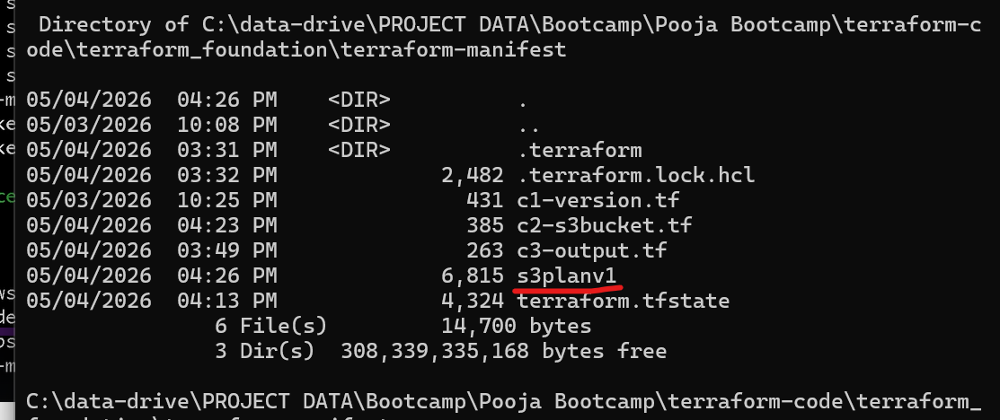 Directory of C:\data-drive\PROJECT DATA\Bootcamp\Pooja Bootcamp\terraform-c
ode\terraform_foundation\terraform-manifest
05/04/2026  04:26 PM    <DIR>          .
05/03/2026  10:08 PM    <DIR>          ..
05/04/2026  03:31 PM    <DIR>          .terraform
05/04/2026  03:32 PM             2,482 .terraform.lock.hcl
05/03/2026  10:25 PM               431 c1-version.tf
05/04/2026  04:23 PM               385 c2-s3bucket.tf
05/04/2026  03:49 PM               263 c3-output.tf
05/04/2026  04:26 PM             6,815 s3planv1
05/04/2026  04:13 PM             4,324 terraform.tfstate
6 File(s)         14,700 bytes
3 Dir(s)  308,339,335,168 bytes free
C:\data-drive\PROJECT DATA\Bootcamp\Pooja Bootcamp\terraform-code\terraform_